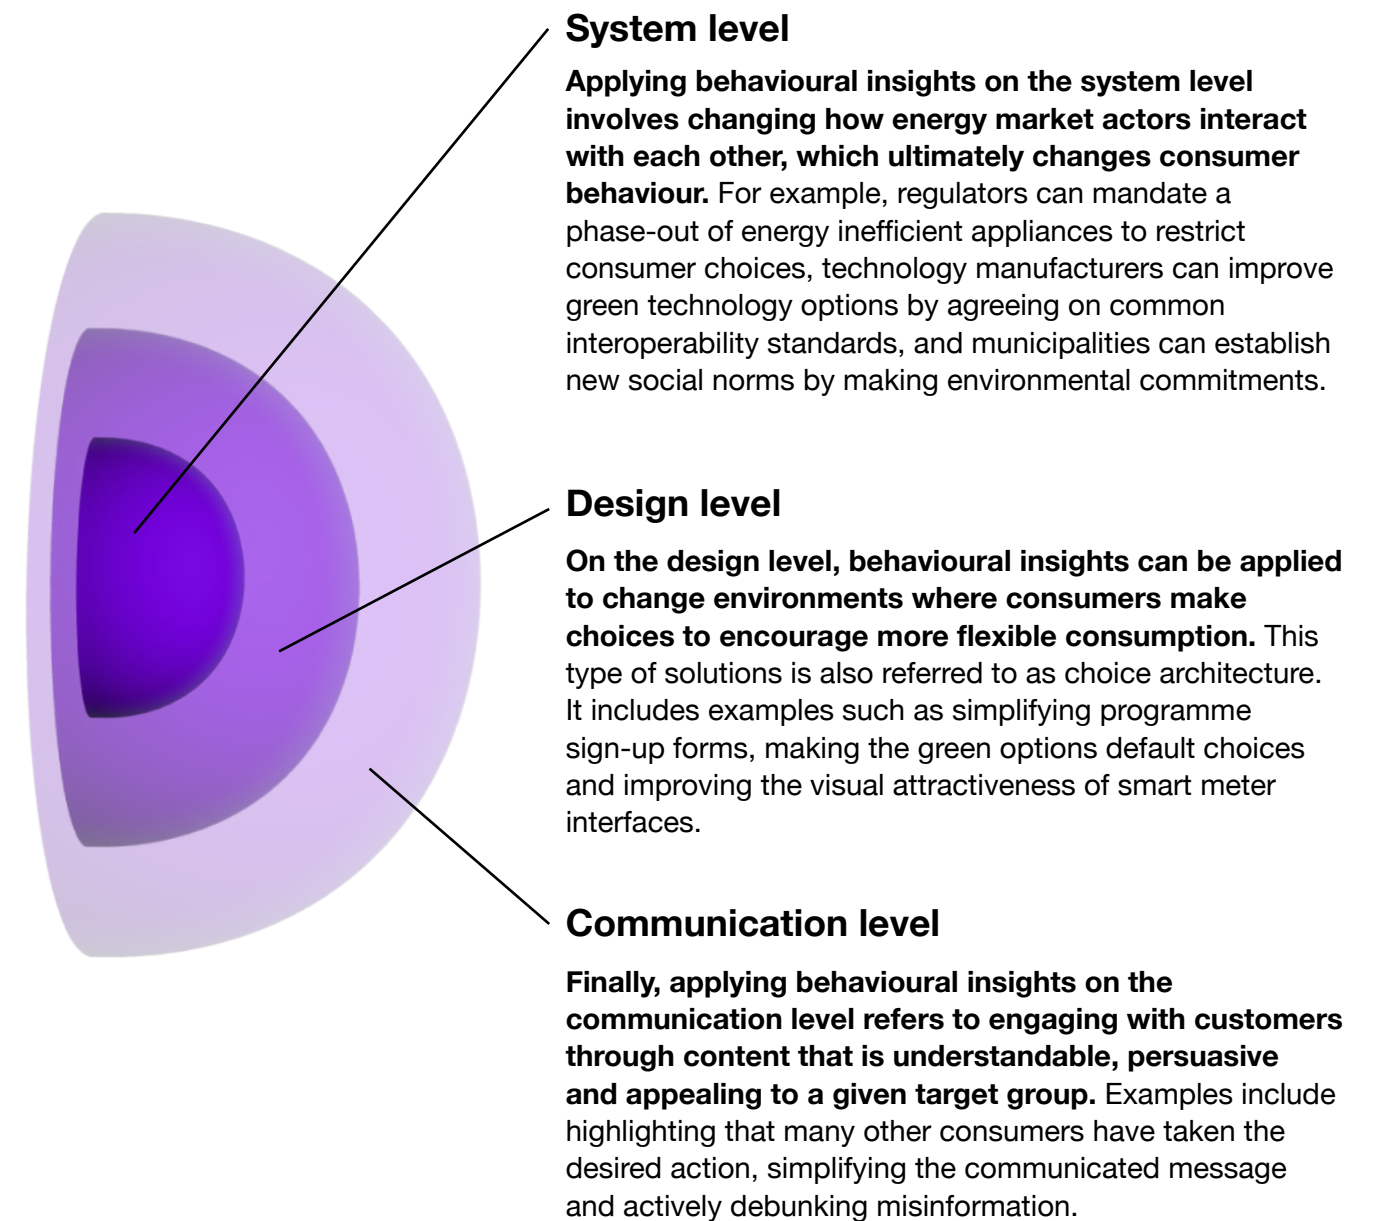 System level
Applying behavioural insights on the system level
involves changing how energy market actors interact
with each other, which ultimately changes consumer
behaviour. For example, regulators can mandate a
phase-out of energy inefficient appliances to restrict
consumer choices, technology manufacturers can improve
green technology options by agreeing on common
interoperability standards, and municipalities can establish
new social norms by making environmental commitments.
Design level
On the design level, behavioural insights can be applied
to change environments where consumers make
choices to encourage more flexible consumption. This
type of solutions is also referred to as choice architecture.
It includes examples such as simplifying programme
sign-up forms, making the green options default choices
and improving the visual attractiveness of smart meter
interfaces.
Communication level
Finally, applying behavioural insights on the
communication level refers to engaging with customers
through content that is understandable, persuasive
and appealing to a given target group. Examples include
highlighting that many other consumers have taken the
desired action, simplifying the communicated message
and actively debunking misinformation.